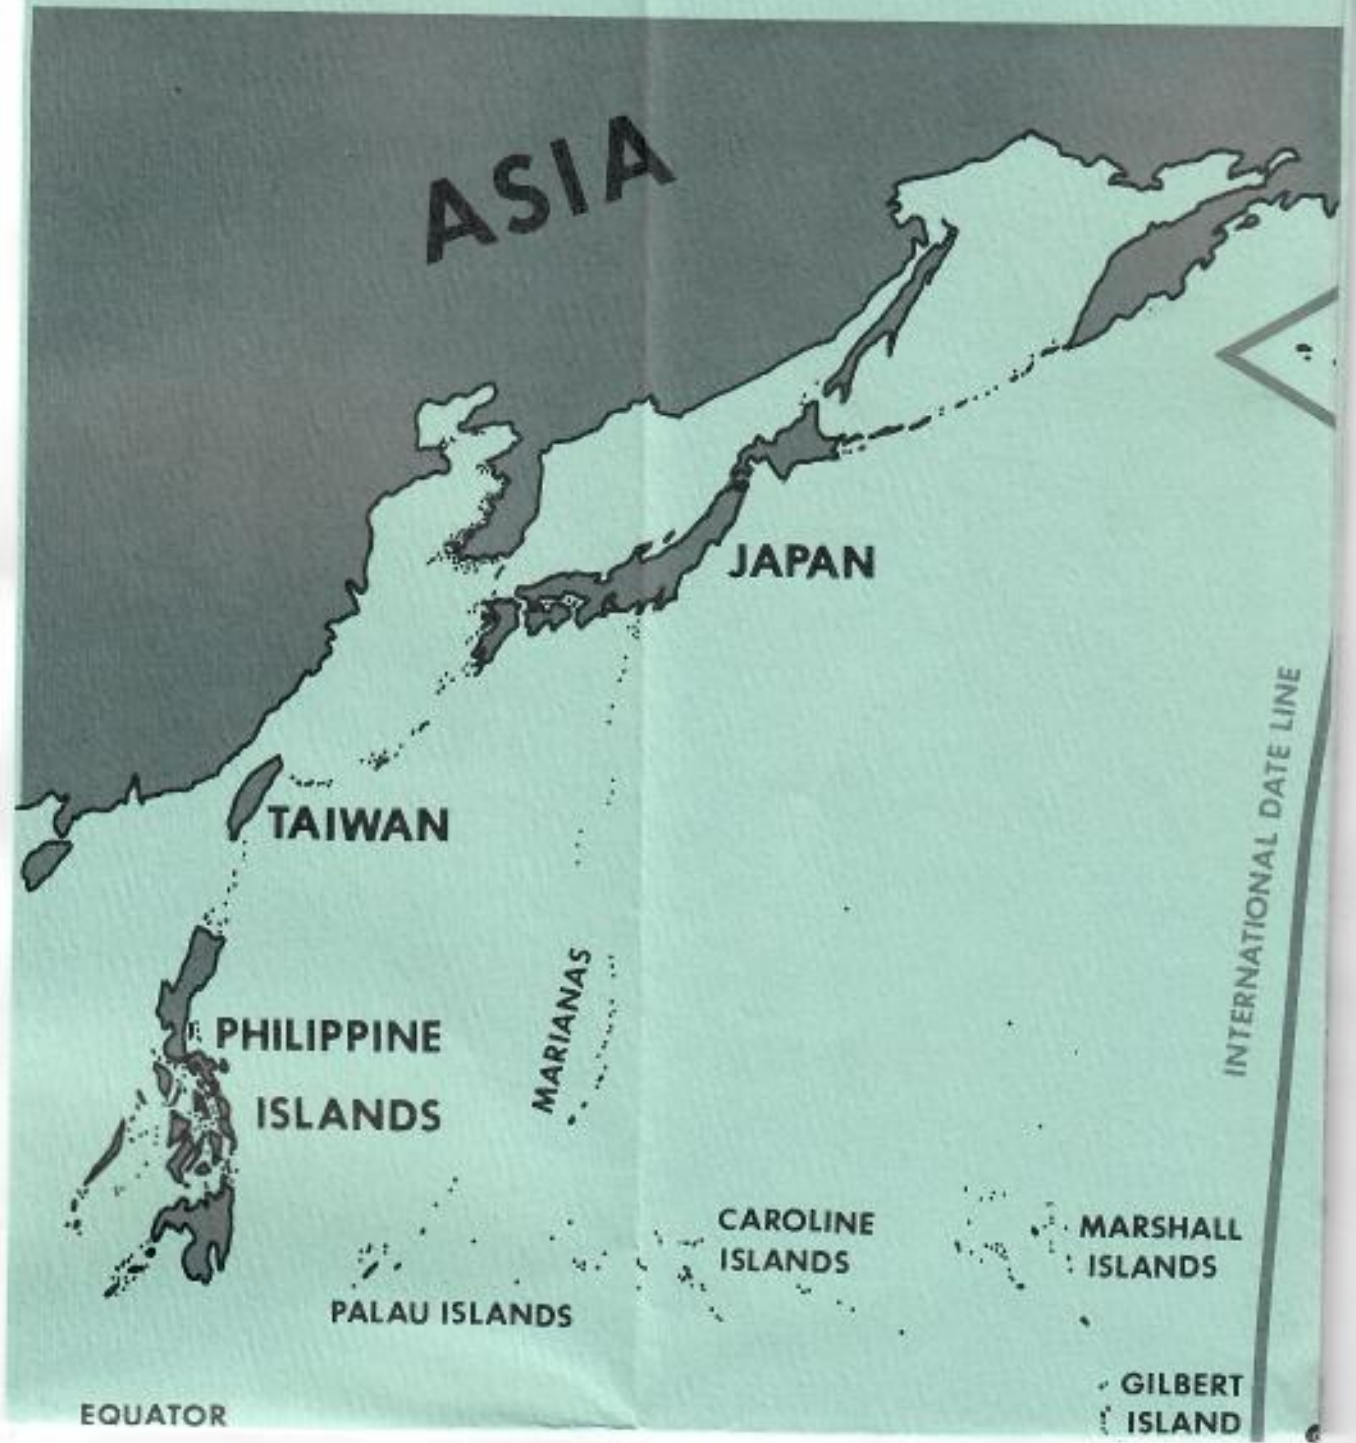 ASIA
JAPAN
TAIWAN
INTERNATIONAL DATE LINE
MARIANAS
PHILIPPINE
ISLANDS
CAROLINE
ISLANDS
MARSHALL
ISLANDS
PALAU ISLANDS
GILBERT
ISLAND
EQUATOR